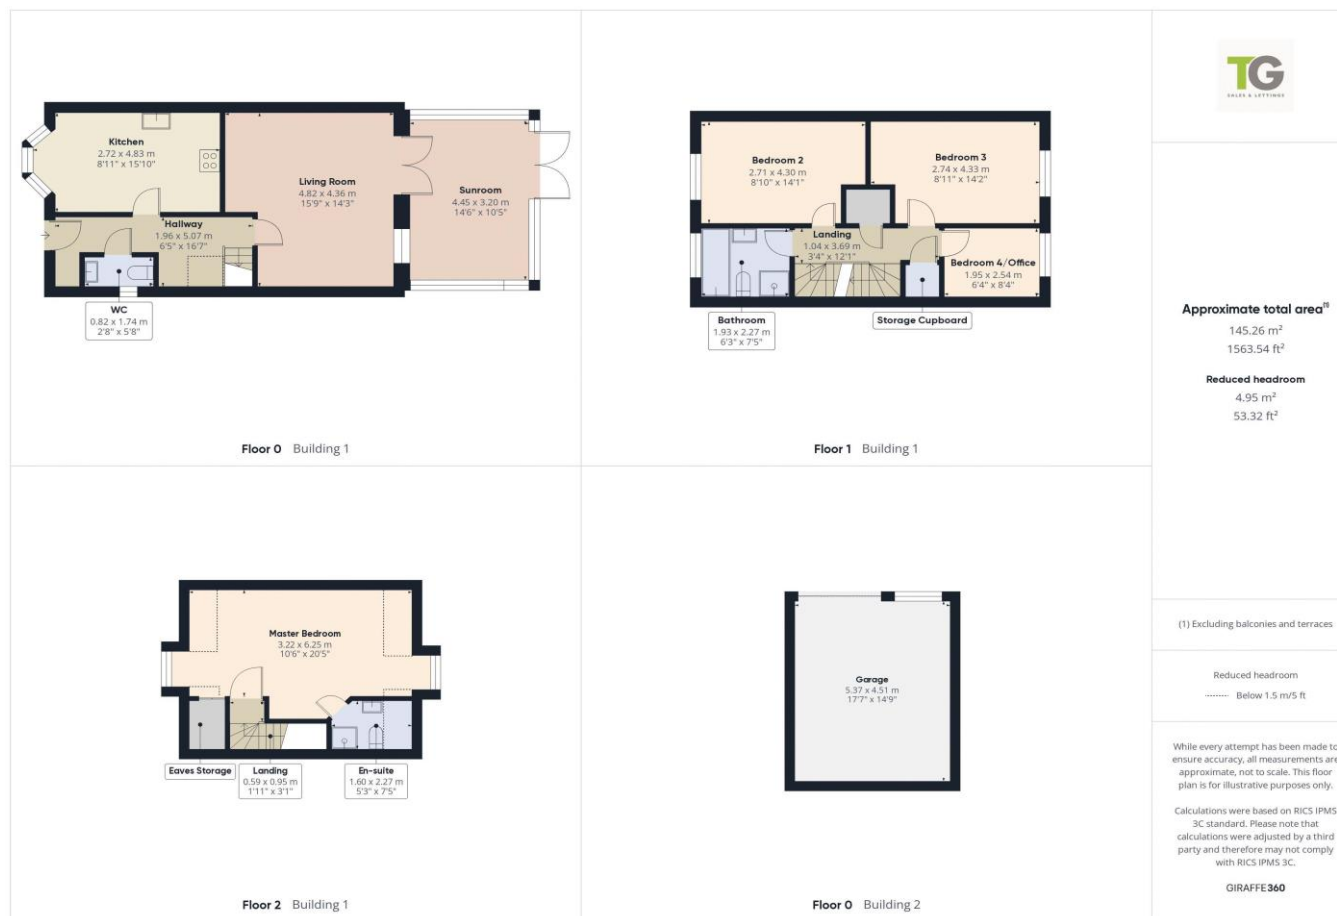 Kitchen
2.72 x 4.83 m
8'11" x 15'10"
Living Room
4.82 x 4.36 m
15'9" x 14'3"
Sunroom
4.45 x 3.20 m
14'6" x 10'5"
Hallway
1.96 x 5.07 m
6'5" x 16'7"
WC
0.82 x 1.74 m
2'8" x 5'8"
Floor 0 Building 1
Bedroom 2
2.71 x 4.30 m
8'10" x 14'1"
Bedroom 3
2.74 x 4.33 m
8'11" x 14'2"
Landing
1.04 x 3.69 m
3'4" x 12'1"
Bedroom 4/Office
1.95 x 2.54 m
6'4" x 8'4"
Bathroom
1.93 x 2.27 m
6'3" x 7'5"
Storage Cupboard
Floor 1 Building 1
Master Bedroom
3.22 x 6.25 m
10'6" x 20'5"
Eaves Storage
Landing
0.59 x 0.95 m
1'11" x 3'1"
En-suite
1.60 x 2.27 m
5'3" x 7'5"
Floor 2 Building 1
Garage
5.37 x 4.51 m
17'7" x 14'9"
Floor 0 Building 2
TG
SALES & LETTINGS
Approximate total area(1)
145.26 m²
1563.54 ft²
Reduced headroom
4.95 m²
53.32 ft²
(1) Excluding balconies and terraces
Reduced headroom
Below 1.5 m/5 ft
While every attempt has been made to
ensure accuracy, all measurements are
approximate, not to scale. This floor
plan is for illustrative purposes only.
Calculations were based on RICS IPMS
3C standard. Please note that
calculations were adjusted by a third
party and therefore may not comply
with RICS IPMS 3C.
GIRAFFE360